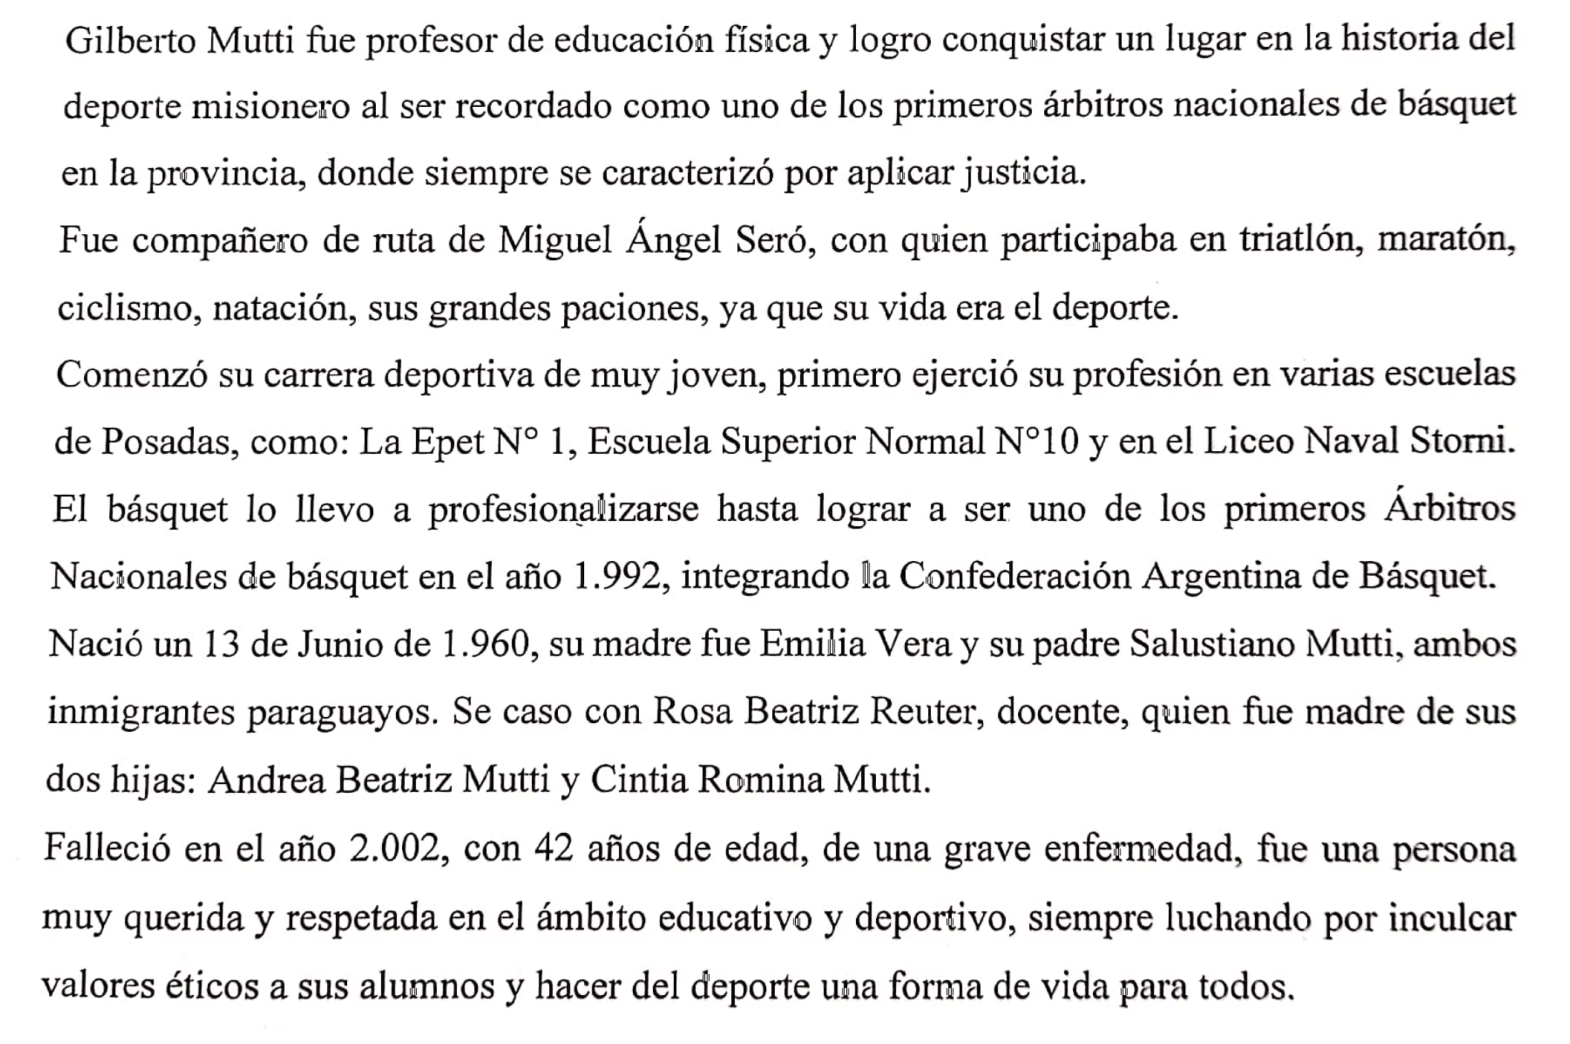 Gilberto Mutti fue profesor de educación física y logro conquistar un lugar en la historia del
deporte misionero al ser recordado como uno de los primeros árbitros nacionales de básquet
en la provincia, donde siempre se caracterizó por aplicar justicia.
Fue compañero de ruta de Miguel Ángel Seró, con quien participaba en triatlón, maratón,
ciclismo, natación, sus grandes paciones, ya que su vida era el deporte.
Comenzó su carrera deportiva de muy joven, primero ejerció su profesión en varias escuelas
de Posadas, como: La Epet N° 1, Escuela Superior Normal N°10 y en el Liceo Naval Storni.
El básquet lo llevo a profesionalizarse hasta lograr a ser uno de los primeros Árbitros
Nacionales de básquet en el año 1.992, integrando la Confederación Argentina de Básquet.
Nació un 13 de Junio de 1.960, su madre fue Emilia Vera y su padre Salustiano Mutti, ambos
inmigrantes paraguayos. Se caso con Rosa Beatriz Reuter, docente, quien fue madre de sus
dos hijas: Andrea Beatriz Mutti y Cintia Romina Mutti.
Falleció en el año 2.002, con 42 años de edad, de una grave enfermedad, fue una persona
muy querida y respetada en el ámbito educativo y deportivo, siempre luchando por inculcar
valores éticos a sus alumnos y hacer del deporte una forma de vida para todos.